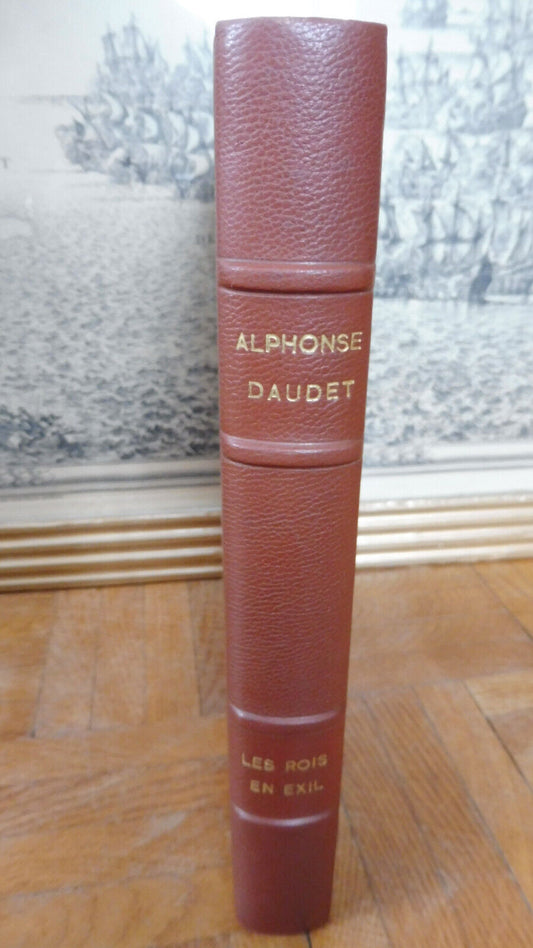 ALPHONSE
DAUDET
LES ROIS
EN EXIL